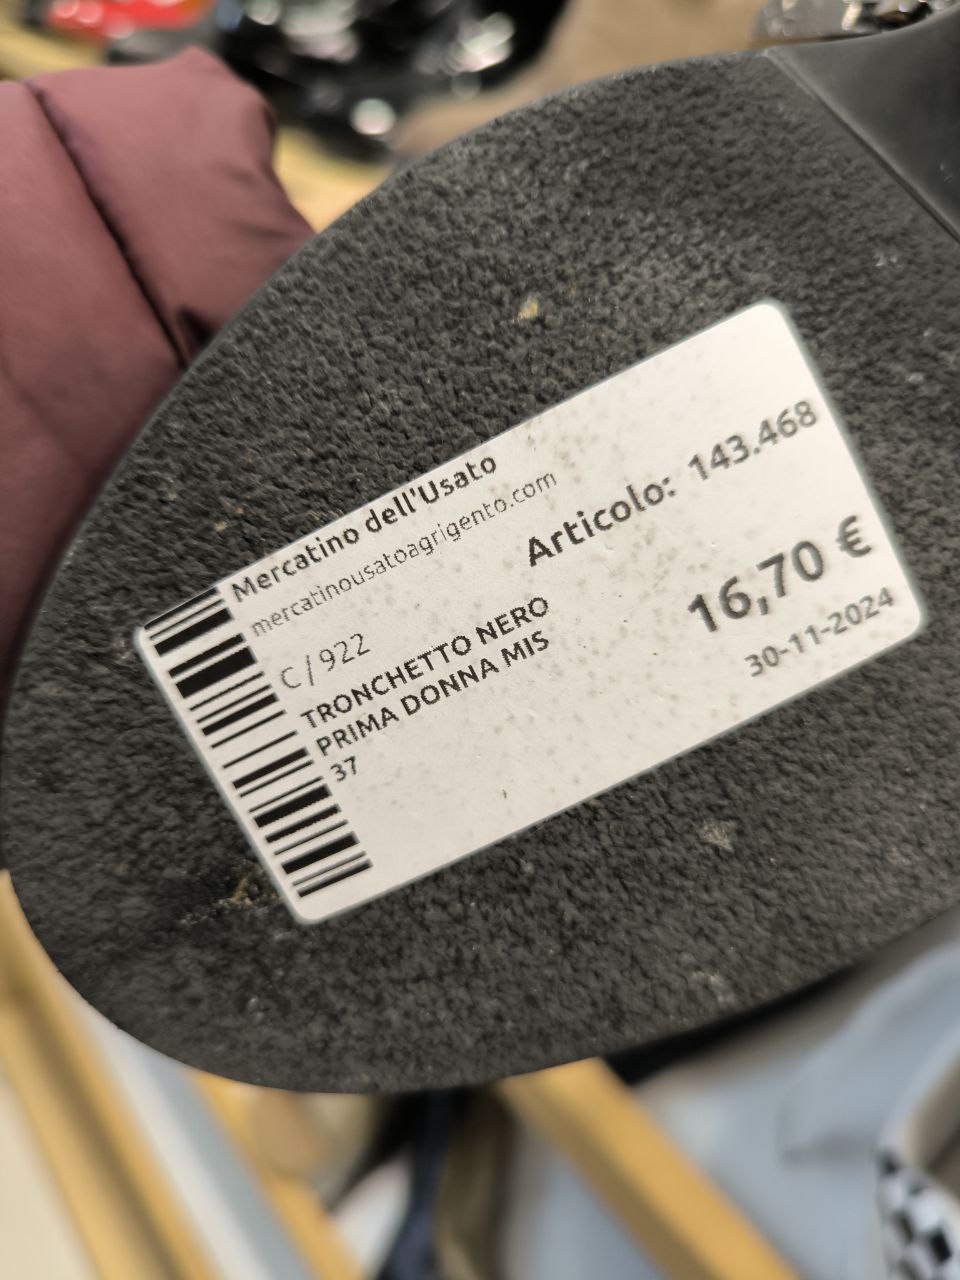 Mercatino dell'Usato
mercatinousatoagrigento.com
Articolo: 143.468
C/922
16,70 €
TRONCHETTO NERO
PRIMA DONNA MIS
37
30-11-2024